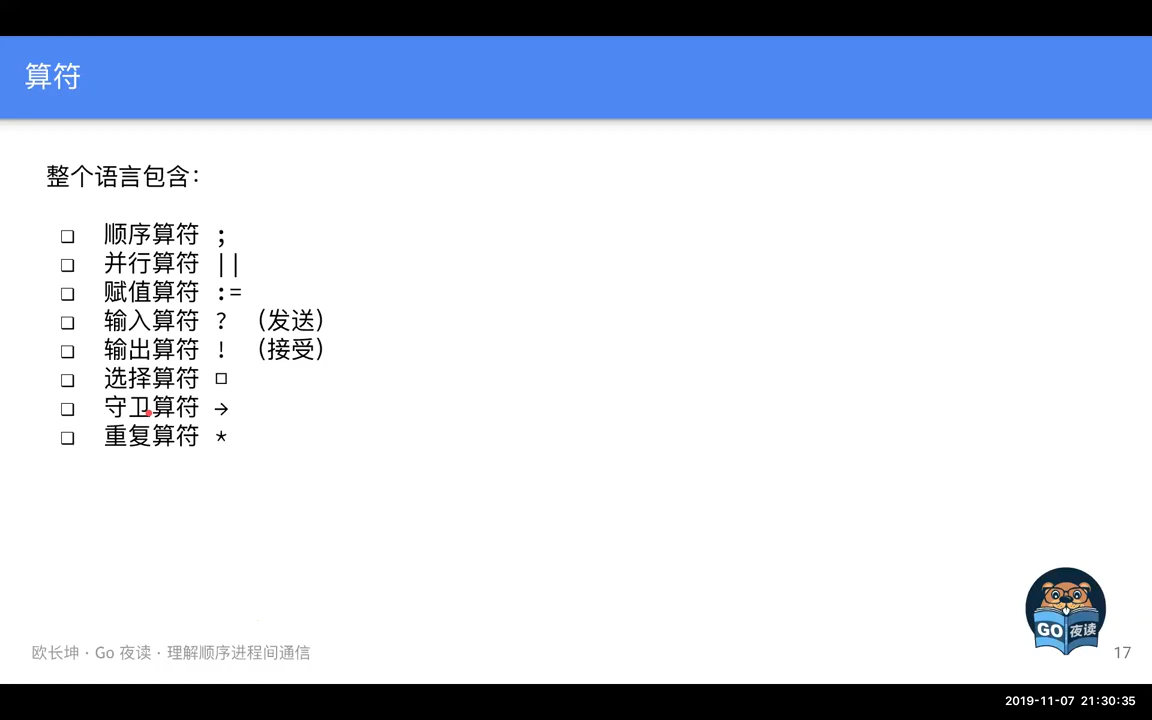 算符
整个语言包含：
❏ 顺序算符 ;
❏ 并行算符 ||
❏ 赋值算符 :=
❏ 输入算符 ? （发送）
❏ 输出算符 ! （接受）
❏ 选择算符 □
❏ 守卫算符 →
❏ 重复算符 *
GO 夜读
欧长坤 · Go 夜读 · 理解顺序进程间通信
17
2019-11-07 21:30:35